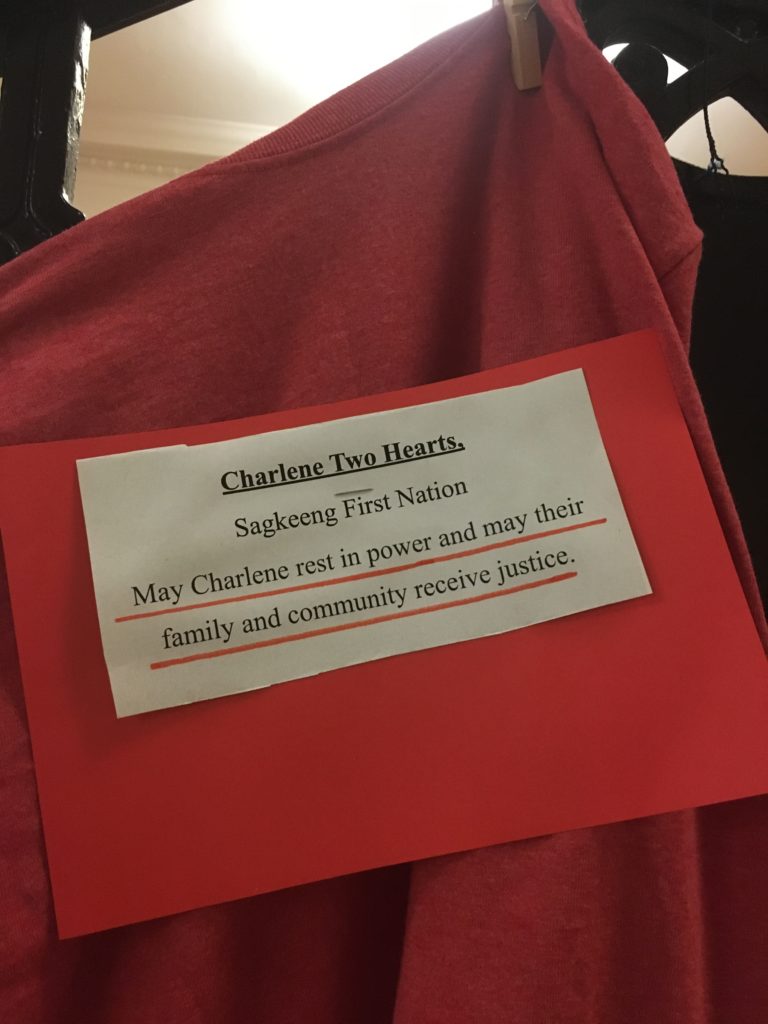 Charlene Two Hearts.
Sagkeeng First Nation
May Charlene rest in power and may their
family and community receive justice.